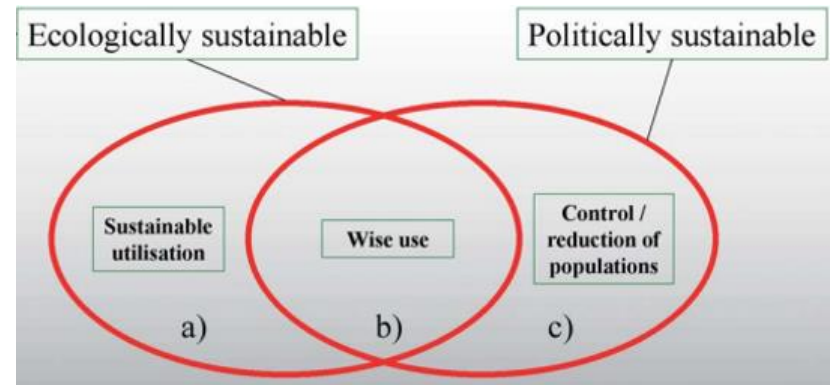 Ecologically sustainable
Politically sustainable
Sustainable
utilisation
Wise use
Control /
reduction of
populations
a)
b)
c)